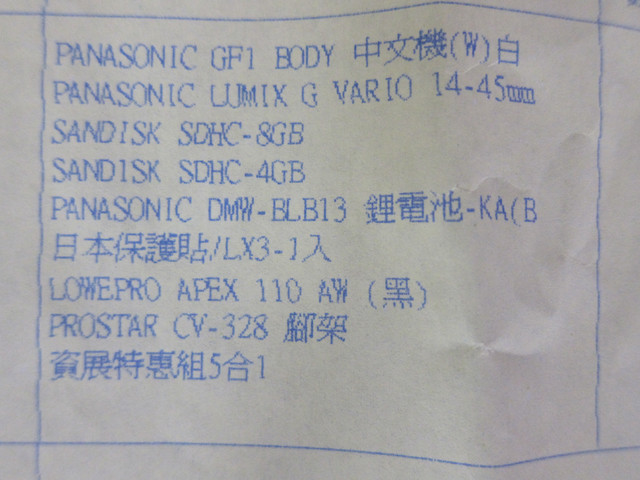 PANASONIC GF1 BODY 中文機(W)白
PANASONIC LUMIX G VARIO 14-45mm
SANDISK SDHC-8GB
SANDISK SDHC-4GB
PANASONIC DMW-BLB13 鋰電池-KA(B
日本保護貼/LX3-1入
LOWEPRO APEX 110 AW (黑)
PROSTAR CV-328 腳架
資展特惠組5合1